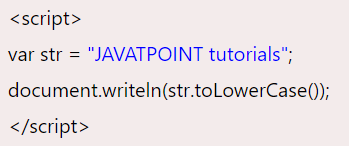 <script>
var str = "JAVATPOINT tutorials";
document.writeln(str.toLowerCase());
</script>